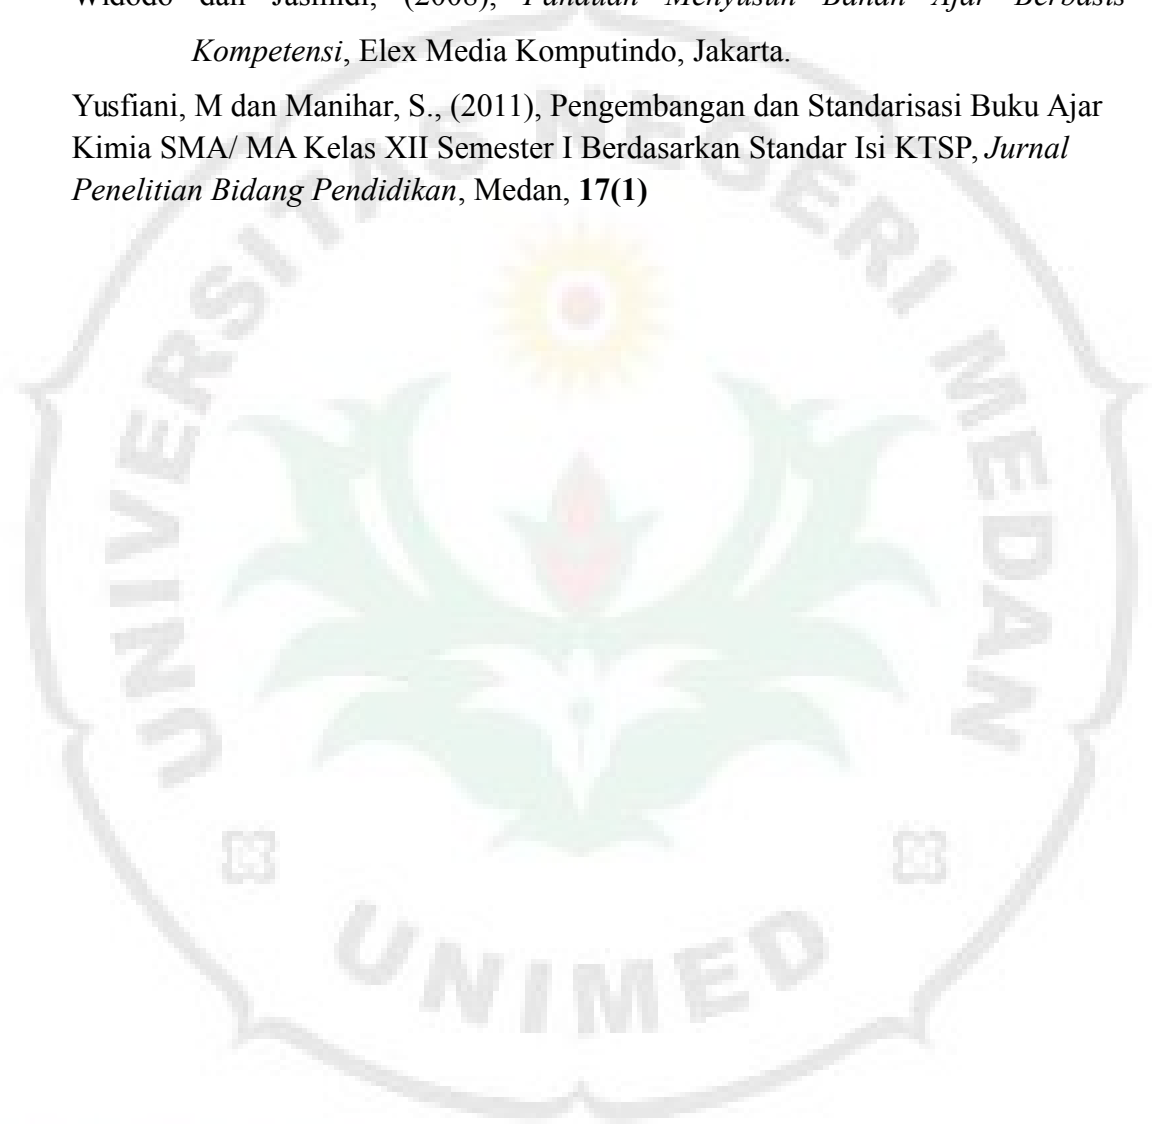 Widodo dan Jasmidi, (2008), Panduan Menyusun Bahan Ajar Berbasis
Kompetensi, Elex Media Komputindo, Jakarta.
Yusfiani, M dan Manihar, S., (2011), Pengembangan dan Standarisasi Buku Ajar
Kimia SMA/ MA Kelas XII Semester I Berdasarkan Standar Isi KTSP, Jurnal
Penelitian Bidang Pendidikan, Medan, 17(1)
UNIVERSITAS NEGERI MEDAN
UNIMED